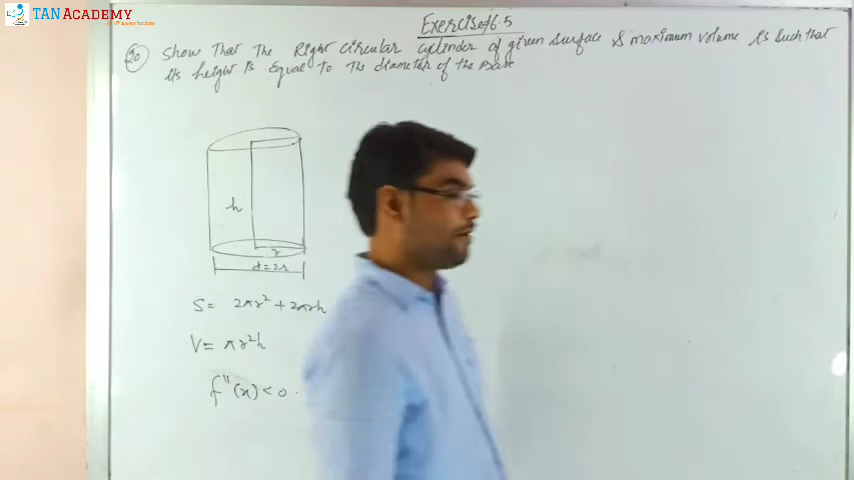 TAN ACADEMY
Exercise 6.5
20 Show That The Right circular cylinder of given surface & maximum volume is such that
its height is equal to The diameter of the Base
h
r
d=2r
S= 2πr² + 2πrh
V= πr²h
f''(x) < 0